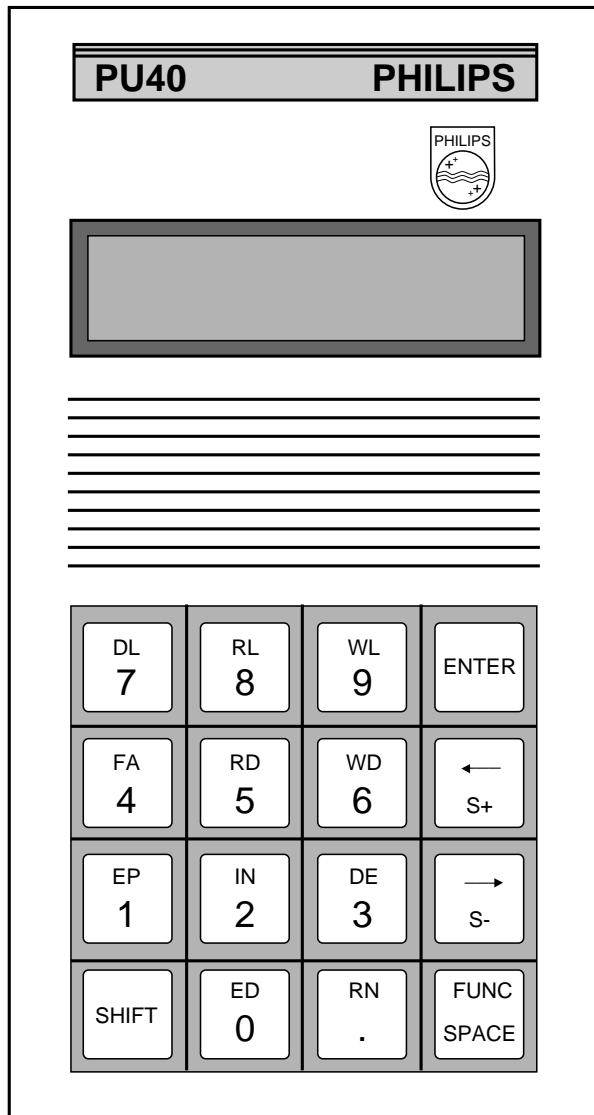 PU40 PHILIPS
PHILIPS
DL RL WL
7 8 9 ENTER
FA RD WD ←
4 5 6 S+
EP IN DE →
1 2 3 S-
SHIFT ED RN FUNC
0 . SPACE